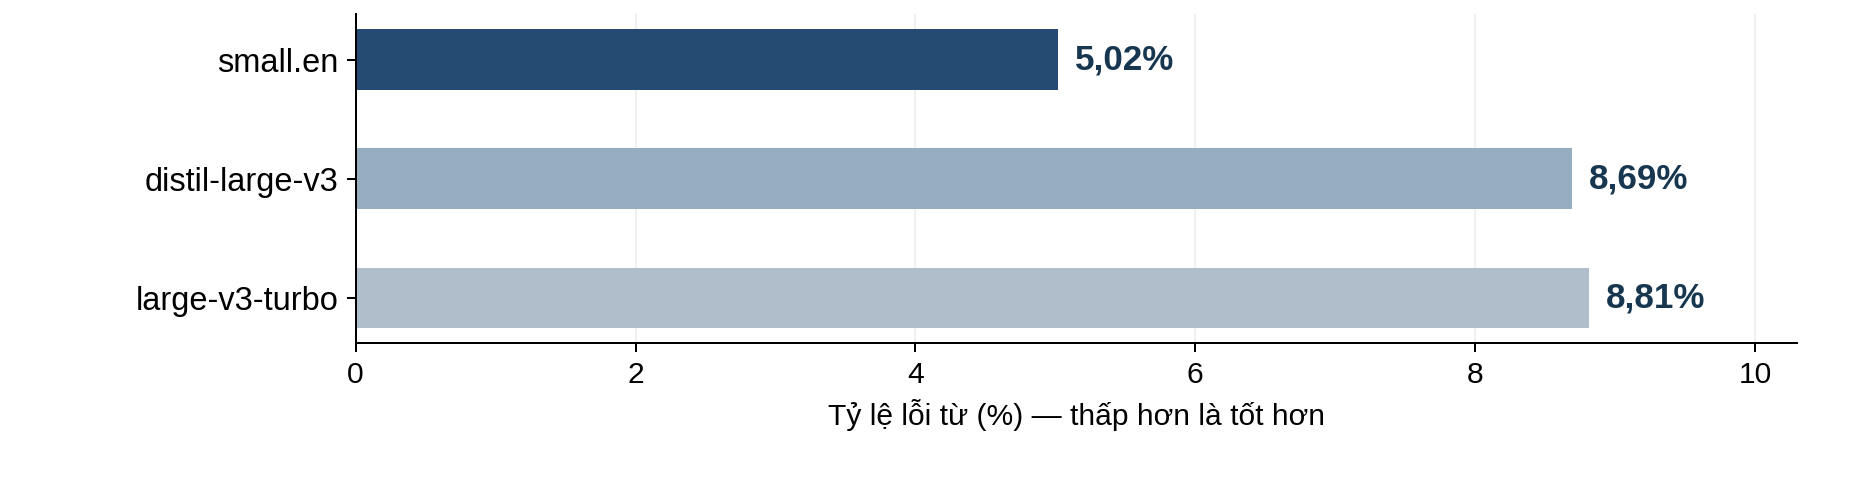 small.en 5,02%
distil-large-v3 8,69%
large-v3-turbo 8,81%
0 2 4 6 8 10
Tỷ lệ lỗi từ (%) — thấp hơn là tốt hơn